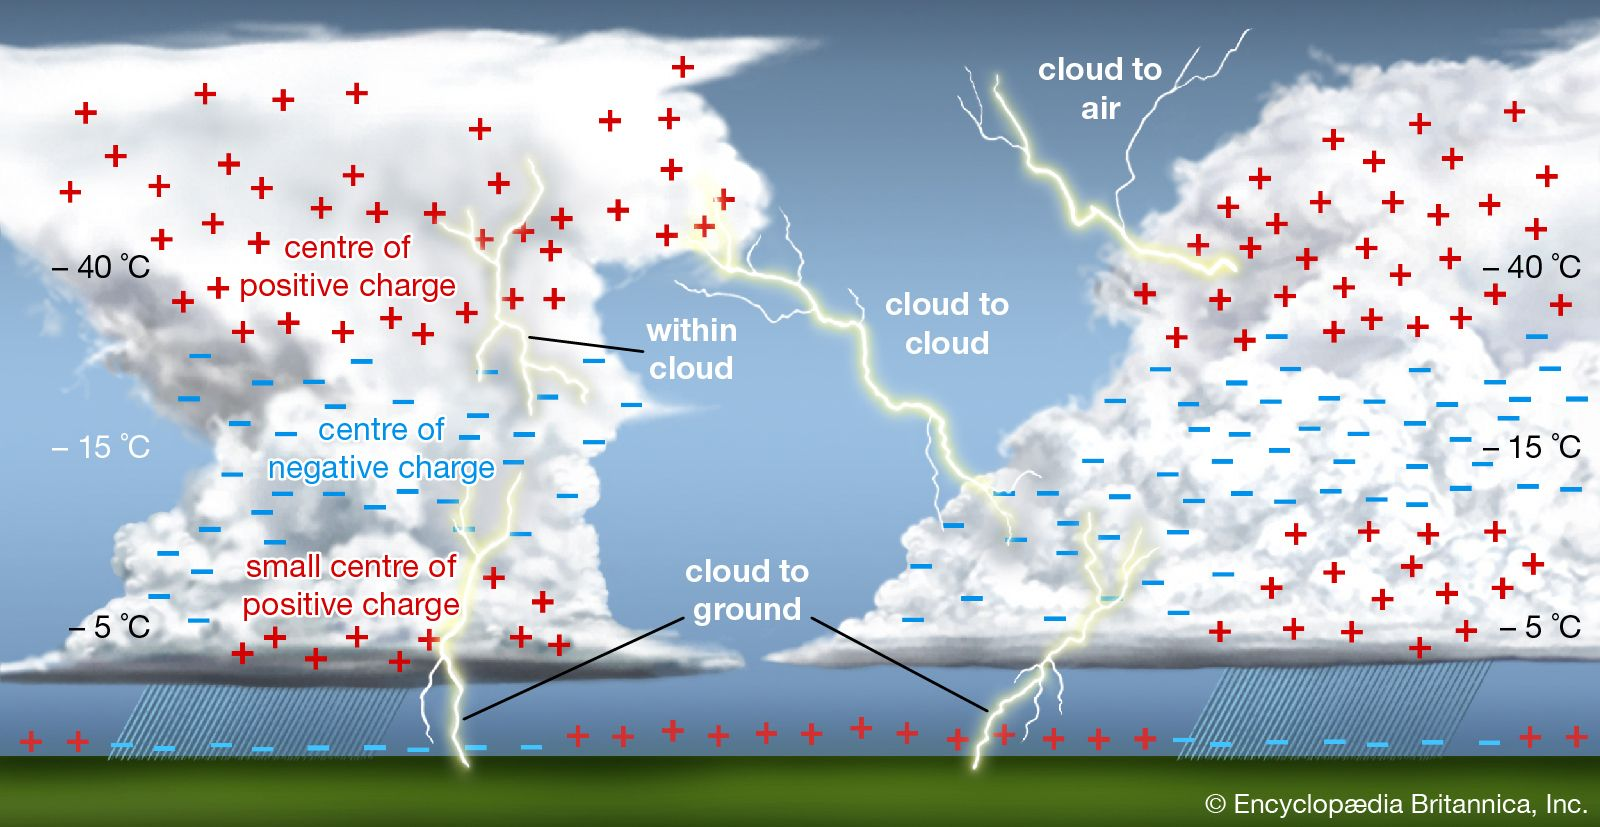 cloud to
air
centre of
positive charge
– 40 °C
– 40 °C
within
cloud
cloud to
cloud
centre of
negative charge
– 15 °C
– 15 °C
small centre of
positive charge
cloud to
ground
– 5 °C
– 5 °C
© Encyclopædia Britannica, Inc.